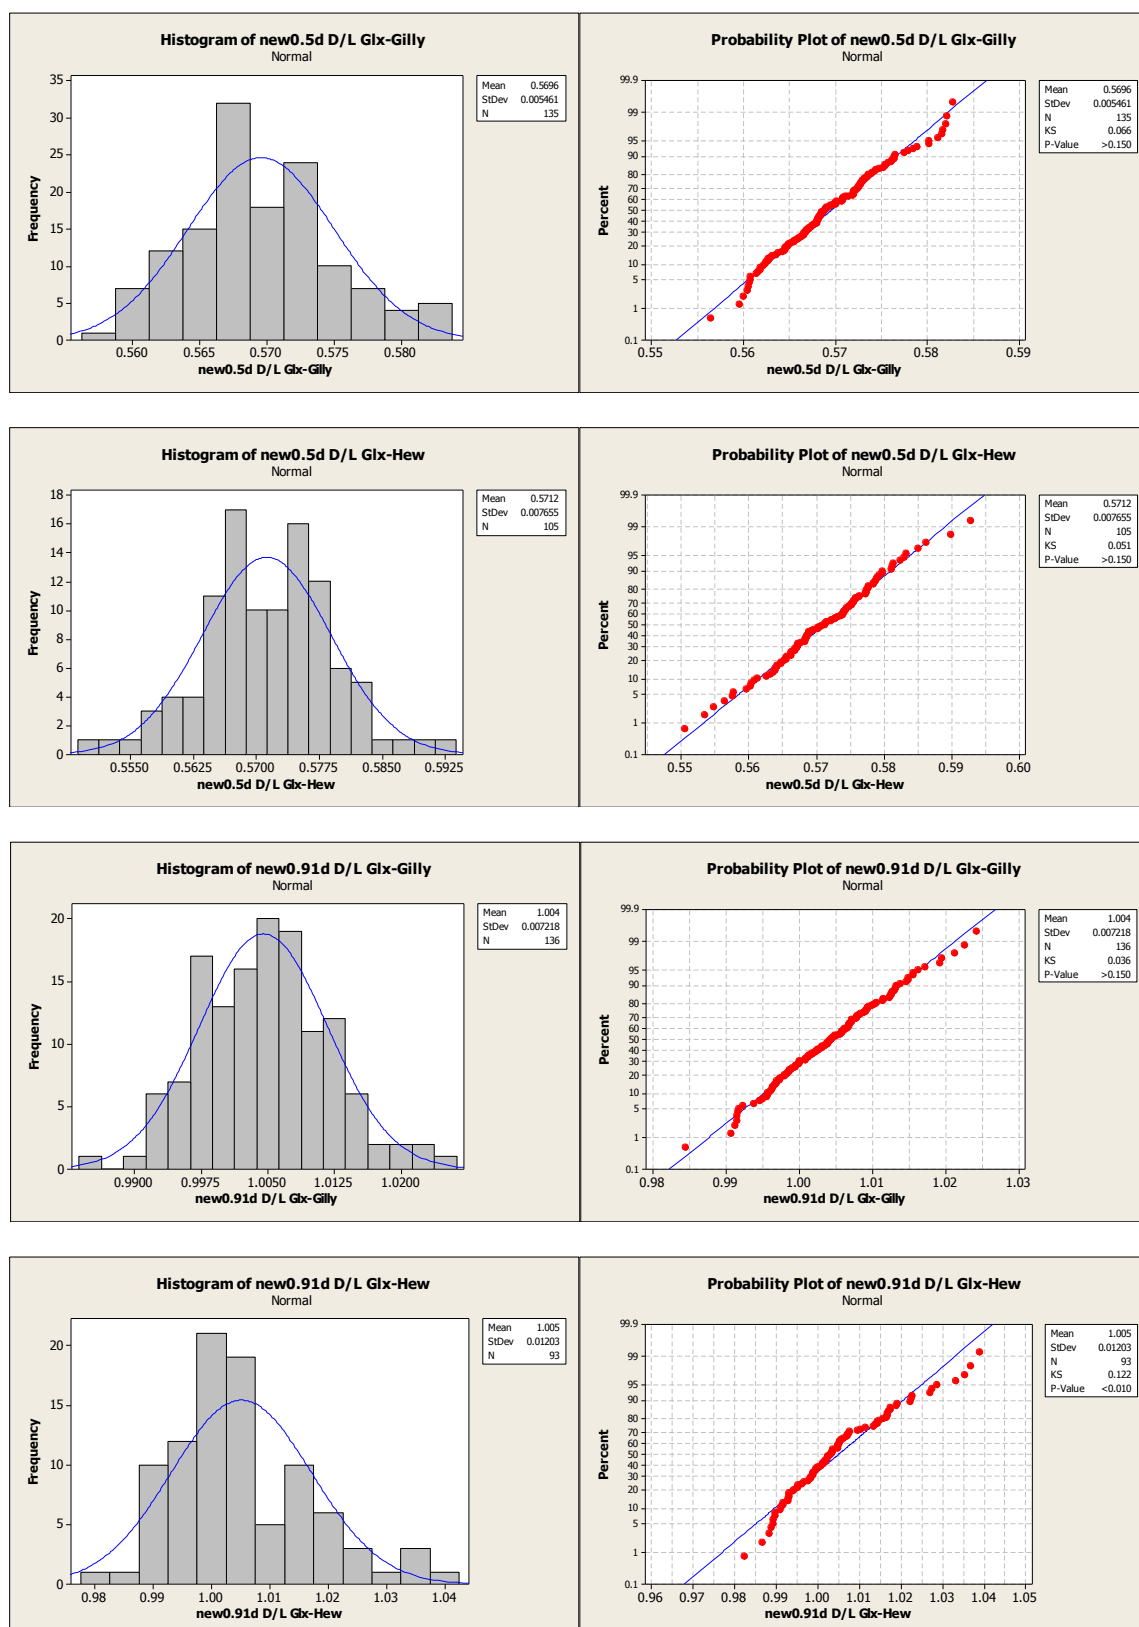 Histogram of new0.5d D/L Glx-Gilly
Normal
Mean 0.5696
StDev 0.005461
N 135
Frequency
35
30
25
20
15
10
5
0
0.560 0.565 0.570 0.575 0.580
new0.5d D/L Glx-Gilly
Probability Plot of new0.5d D/L Glx-Gilly
Normal
Mean 0.5696
StDev 0.005461
N 135
KS 0.066
P-Value >0.150
Percent
99.9
99
95
90
80
70
60
50
40
30
20
10
5
1
0.1
0.55 0.56 0.57 0.58 0.59
new0.5d D/L Glx-Gilly
Histogram of new0.5d D/L Glx-Hew
Normal
Mean 0.5712
StDev 0.007655
N 105
Frequency
18
16
14
12
10
8
6
4
2
0
0.5550 0.5625 0.5700 0.5775 0.5850 0.5925
new0.5d D/L Glx-Hew
Probability Plot of new0.5d D/L Glx-Hew
Normal
Mean 0.5712
StDev 0.007655
N 105
KS 0.051
P-Value >0.150
Percent
99.9
99
95
90
80
70
60
50
40
30
20
10
5
1
0.1
0.55 0.56 0.57 0.58 0.59 0.60
new0.5d D/L Glx-Hew
Histogram of new0.91d D/L Glx-Gilly
Normal
Mean 1.004
StDev 0.007218
N 136
Frequency
20
15
10
5
0
0.9900 0.9975 1.0050 1.0125 1.0200
new0.91d D/L Glx-Gilly
Probability Plot of new0.91d D/L Glx-Gilly
Normal
Mean 1.004
StDev 0.007218
N 136
KS 0.036
P-Value >0.150
Percent
99.9
99
95
90
80
70
60
50
40
30
20
10
5
1
0.1
0.98 0.99 1.00 1.01 1.02 1.03
new0.91d D/L Glx-Gilly
Histogram of new0.91d D/L Glx-Hew
Normal
Mean 1.005
StDev 0.01203
N 93
Frequency
20
15
10
5
0
0.98 0.99 1.00 1.01 1.02 1.03 1.04
new0.91d D/L Glx-Hew
Probability Plot of new0.91d D/L Glx-Hew
Normal
Mean 1.005
StDev 0.01203
N 93
KS 0.122
P-Value <0.010
Percent
99.9
99
95
90
80
70
60
50
40
30
20
10
5
1
0.1
0.96 0.97 0.98 0.99 1.00 1.01 1.02 1.03 1.04 1.05
new0.91d D/L Glx-Hew